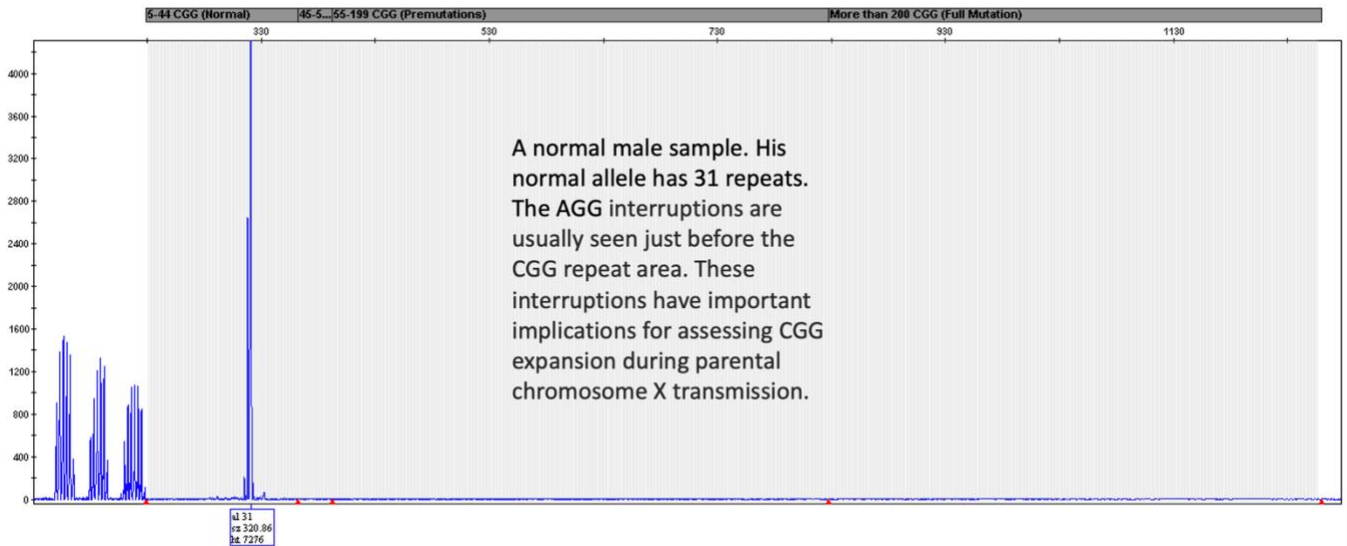 5-44 CGG (Normal) 45-5... 55-199 CGG (Premutations) More than 200 CGG (Full Mutation)
330 530 730 930 1130
4000
3600
3200
2800
2400
2000
1600
1200
800
400
0
A normal male sample. His
normal allele has 31 repeats.
The AGG interruptions are
usually seen just before the
CGG repeat area. These
interruptions have important
implications for assessing CGG
expansion during parental
chromosome X transmission.
al 31
sz 320.86
ht 7276